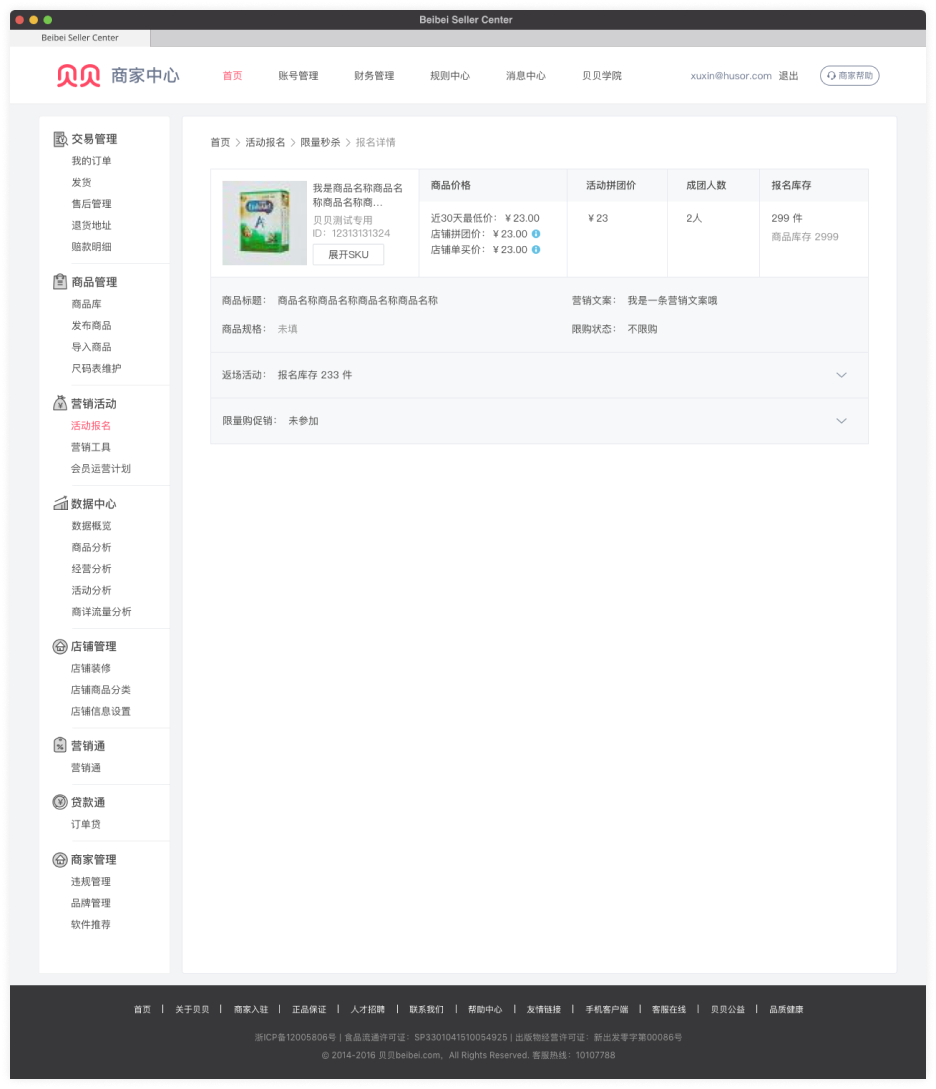 Beibei Seller Center
Beibei Seller Center
贝贝 商家中心 首页 账号管理 财务管理 规则中心 消息中心 贝贝学院 xuxin@husor.com 退出 商家帮助
交易管理
我的订单
发货
售后管理
退货地址
赔款明细
商品管理
商品库
发布商品
导入商品
尺码表维护
营销活动
活动报名
营销工具
会员运营计划
数据中心
数据概览
商品分析
经营分析
活动分析
商详流量分析
店铺管理
店铺装修
店铺商品分类
店铺信息设置
营销通
营销通
贷款通
订单贷
商家管理
违规管理
品牌管理
软件推荐
首页 > 活动报名 > 限量秒杀 > 报名详情
我是商品名称商品名
称商品名称商...
贝贝测试专用
ID：12313131324
展开SKU
商品价格 活动拼团价 成团人数 报名库存
近30天最低价：¥23.00 ¥23 2人 299 件
店铺拼团价：¥23.00 商品库存 2999
店铺单买价：¥23.00
商品标题： 商品名称商品名称商品名称商品名称 营销文案： 我是一条营销文案哦
商品规格： 未填 限购状态： 不限购
返场活动： 报名库存 233 件
限量购促销： 未参加
首页 | 关于贝贝 | 商家入驻 | 正品保证 | 人才招聘 | 联系我们 | 帮助中心 | 友情链接 | 手机客户端 | 客服在线 | 贝贝公益 | 品质健康
浙ICP备12005806号 | 食品流通许可证：SP3301041510054925 | 出版物经营许可证：新出发零字第00086号
© 2014-2016 贝贝beibei.com，All Rights Reserved. 客服热线：10107788